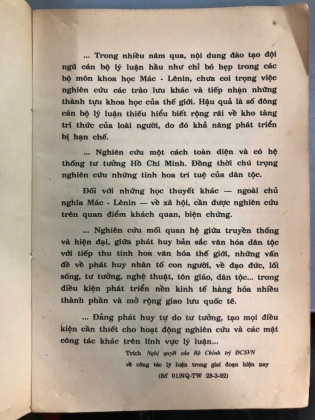 ... Trong nhiều năm qua, nội dung đào tạo đội
ngũ cán bộ lý luận hầu như chỉ bó hẹp trong các
bộ môn khoa học Mác - Lênin, chưa coi trọng việc
nghiên cứu các trào lưu khác và tiếp nhận những
thành tựu khoa học của thế giới. Hậu quả là số đông
cán bộ lý luận thiếu hiểu biết rộng rãi về kho tàng
tri thức của loài người, do đó khả năng phát triển
bị hạn chế.
... Nghiên cứu một cách toàn diện và có hệ
thống tư tưởng Hồ Chí Minh. Đồng thời chú trọng
nghiên cứu những tinh hoa trí tuệ của dân tộc.
Đối với những học thuyết khác — ngoài chủ
nghĩa Mác - Lênin — về xã hội, cần được nghiên cứu
trên quan điểm khách quan, biện chứng.
... Nghiên cứu mối quan hệ giữa truyền thống
và hiện đại, giữa phát huy bản sắc văn hóa dân tộc
với tiếp thu tinh hoa văn hóa thế giới, những vấn
đề về phát huy nhân tố con người, về đạo đức, lối
sống, tư tưởng, nghệ thuật, tôn giáo, dân tộc... trong
điều kiện phát triển nền kinh tế hàng hóa nhiều
thành phần và mở rộng giao lưu quốc tế.
... Đảng phát huy tự do tư tưởng, tạo mọi điều
kiện cần thiết cho hoạt động nghiên cứu và các mặt
công tác khác trên lĩnh vực lý luận...
Trích Nghị quyết của Bộ Chính trị ĐCSVN
về công tác lý luận trong giai đoạn hiện nay
(Số 01/NQ-TW 28-3-92)